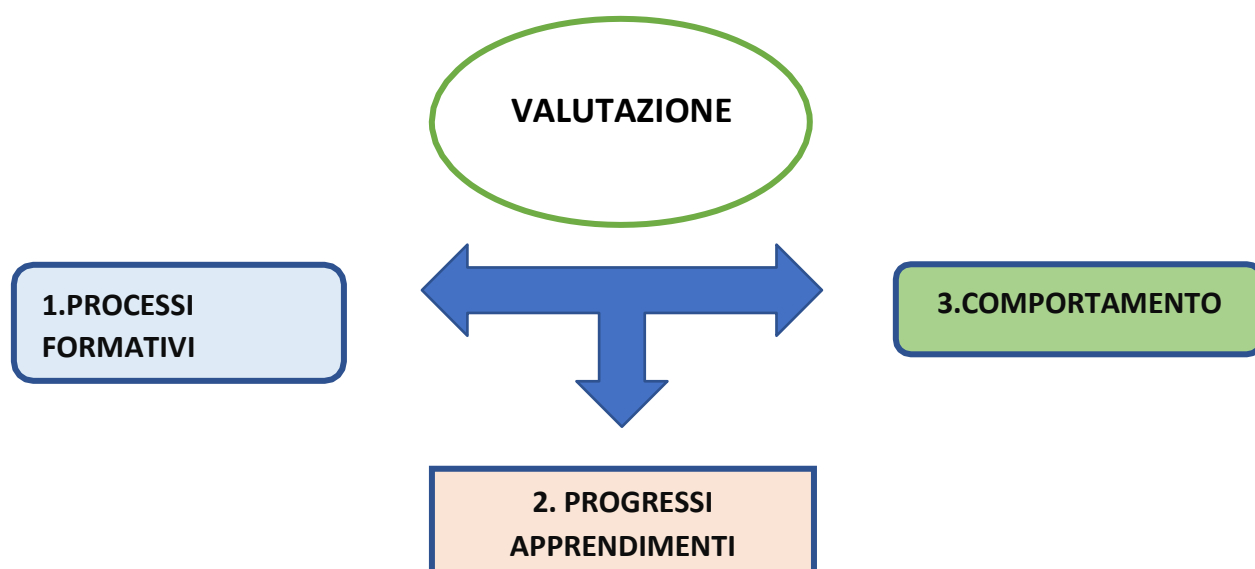 VALUTAZIONE
1.PROCESSI
FORMATIVI
3.COMPORTAMENTO
2. PROGRESSI
APPRENDIMENTI